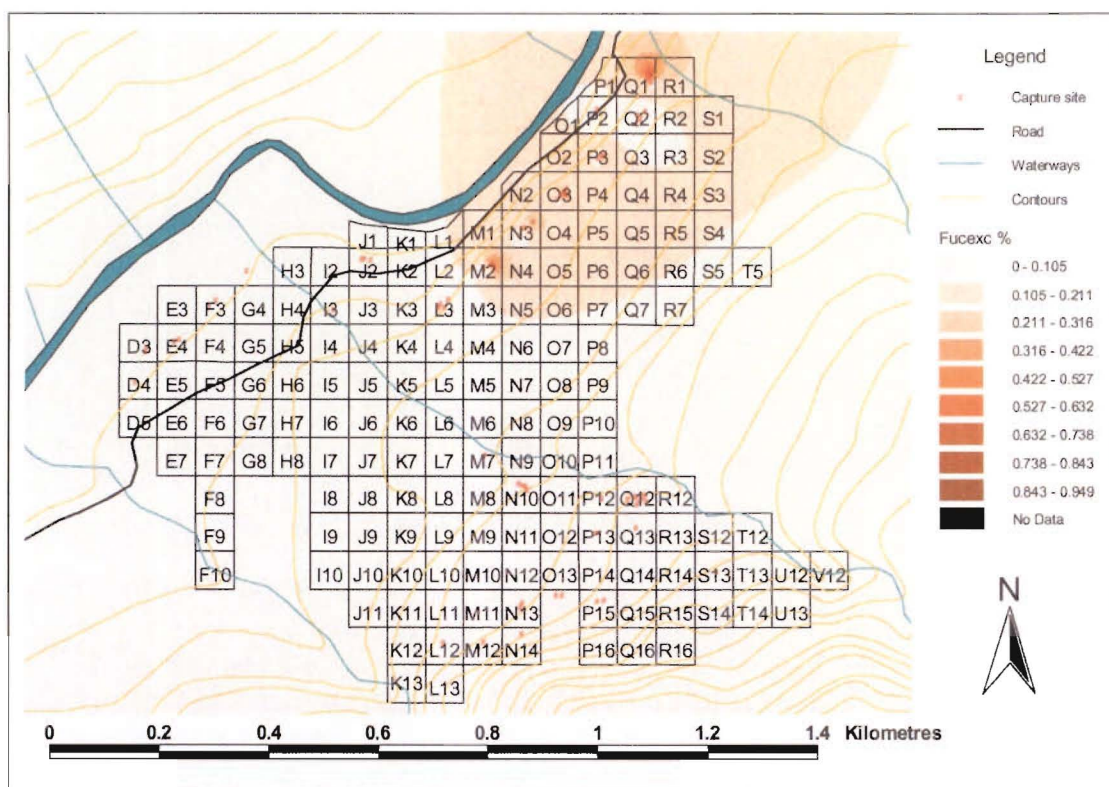 Legend
Capture site
Road
Waterways
Contours
Fucexc %
0 - 0.105
0.105 - 0.211
0.211 - 0.316
0.316 - 0.422
0.422 - 0.527
0.527 - 0.632
0.632 - 0.738
0.738 - 0.843
0.843 - 0.949
No Data
N
P1 Q1 R1
O1 P2 Q2 R2 S1
O2 P3 Q3 R3 S2
N2 O3 P4 Q4 R4 S3
J1 K1 L1 M1 N3 O4 P5 Q5 R5 S4
H3 I2 J2 K2 L2 M2 N4 O5 P6 Q6 R6 S5 T5
E3 F3 G4 H4 I3 J3 K3 L3 M3 N5 O6 P7 Q7 R7
D3 E4 F4 G5 H5 I4 J4 K4 L4 M4 N6 O7 P8
D4 E5 F5 G6 H6 I5 J5 K5 L5 M5 N7 O8 P9
D5 E6 F6 G7 H7 I6 J6 K6 L6 M6 N8 O9 P10
E7 F7 G8 H8 I7 J7 K7 L7 M7 N9 O10 P11
F8 I8 J8 K8 L8 M8 N10 O11 P12 Q12 R12
F9 I9 J9 K9 L9 M9 N11 O12 P13 Q13 R13 S12 T12
F10 I10 J10 K10 L10 M10 N12 O13 P14 Q14 R14 S13 T13 U12 V12
J11 K11 L11 M11 N13 P15 Q15 R15 S14 T14 U13
K12 L12 M12 N14 P16 Q16 R16
K13 L13
0 0.2 0.4 0.6 0.8 1 1.2 1.4 Kilometres